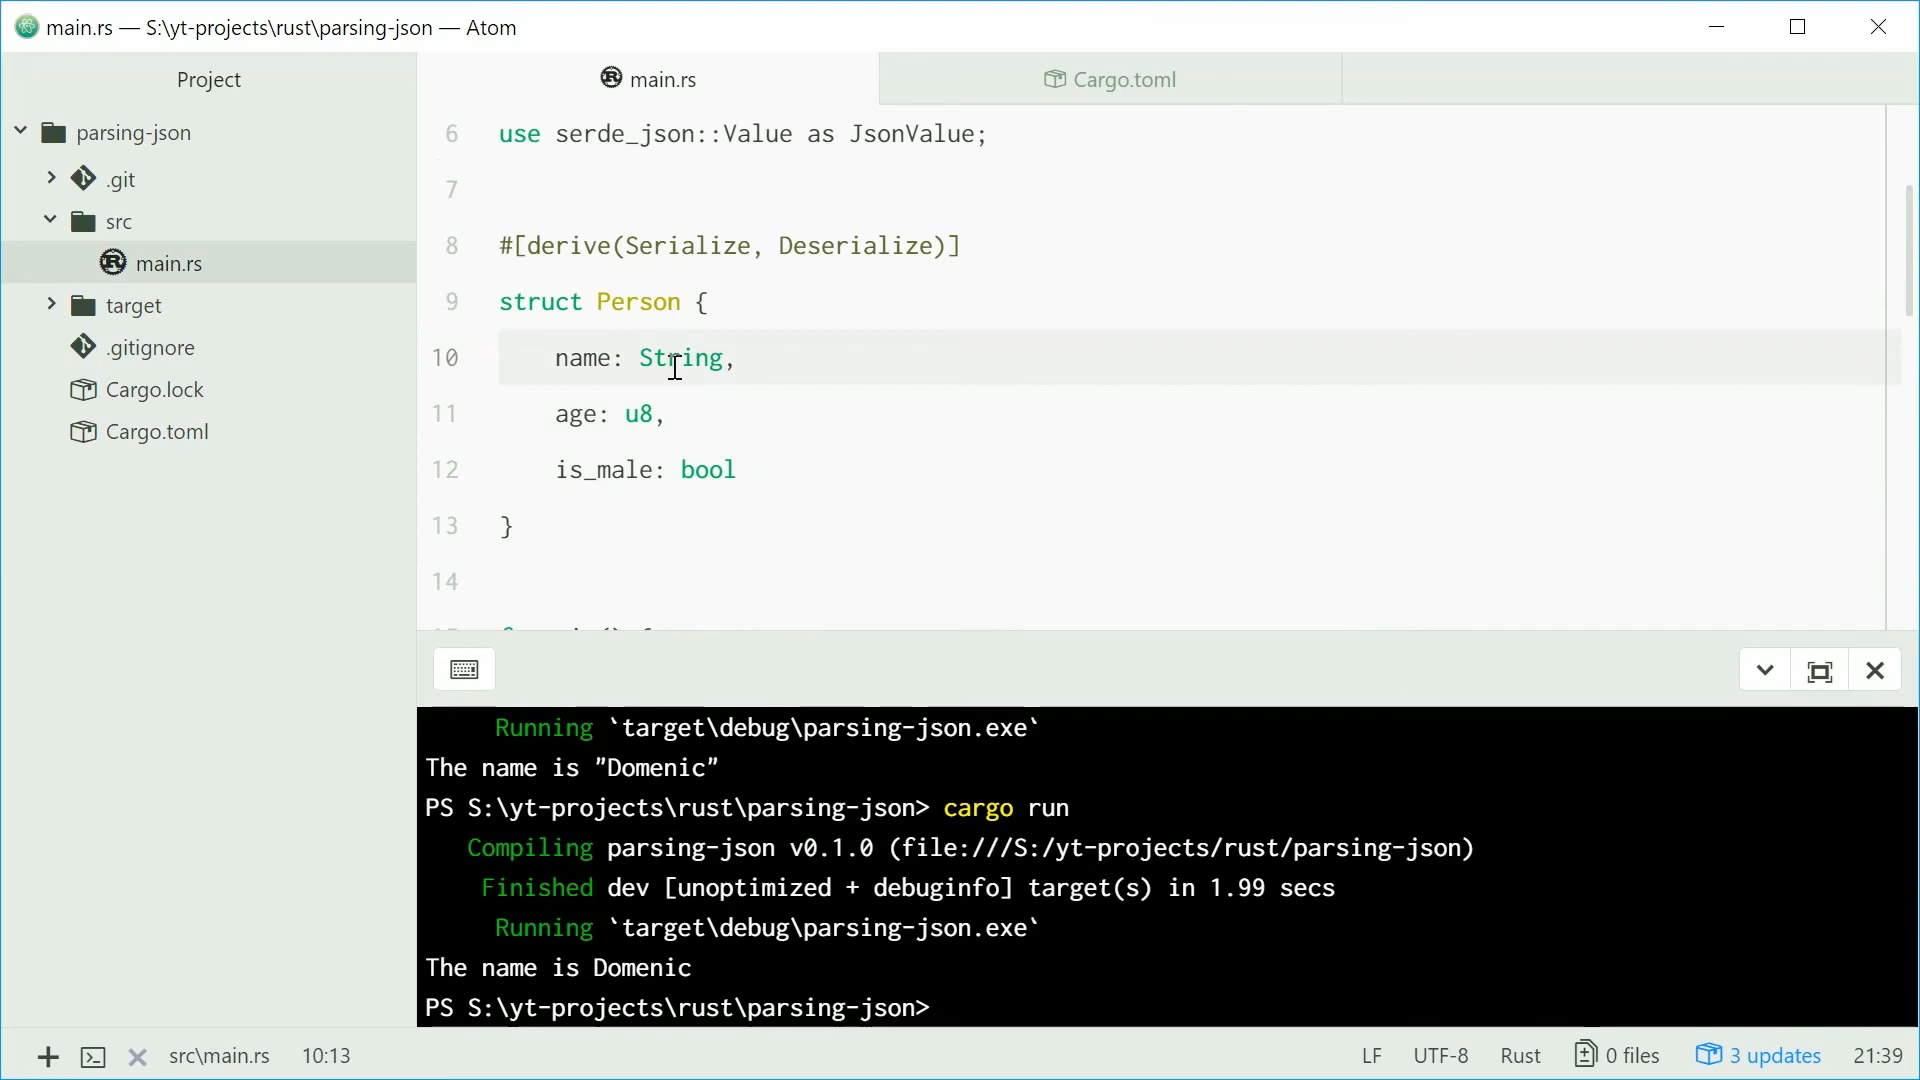 main.rs — S:\yt-projects\rust\parsing-json — Atom
Project
parsing-json
.git
src
main.rs
target
.gitignore
Cargo.lock
Cargo.toml
main.rs
Cargo.toml
6 use serde_json::Value as JsonValue;
7
8 #[derive(Serialize, Deserialize)]
9 struct Person {
10 name: String,
11 age: u8,
12 is_male: bool
13 }
14
Running `target\debug\parsing-json.exe`
The name is "Domenic"
PS S:\yt-projects\rust\parsing-json> cargo run
Compiling parsing-json v0.1.0 (file:///S:/yt-projects/rust/parsing-json)
Finished dev [unoptimized + debuginfo] target(s) in 1.99 secs
Running `target\debug\parsing-json.exe`
The name is Domenic
PS S:\yt-projects\rust\parsing-json>
src\main.rs 10:13 LF UTF-8 Rust 0 files 3 updates 21:39